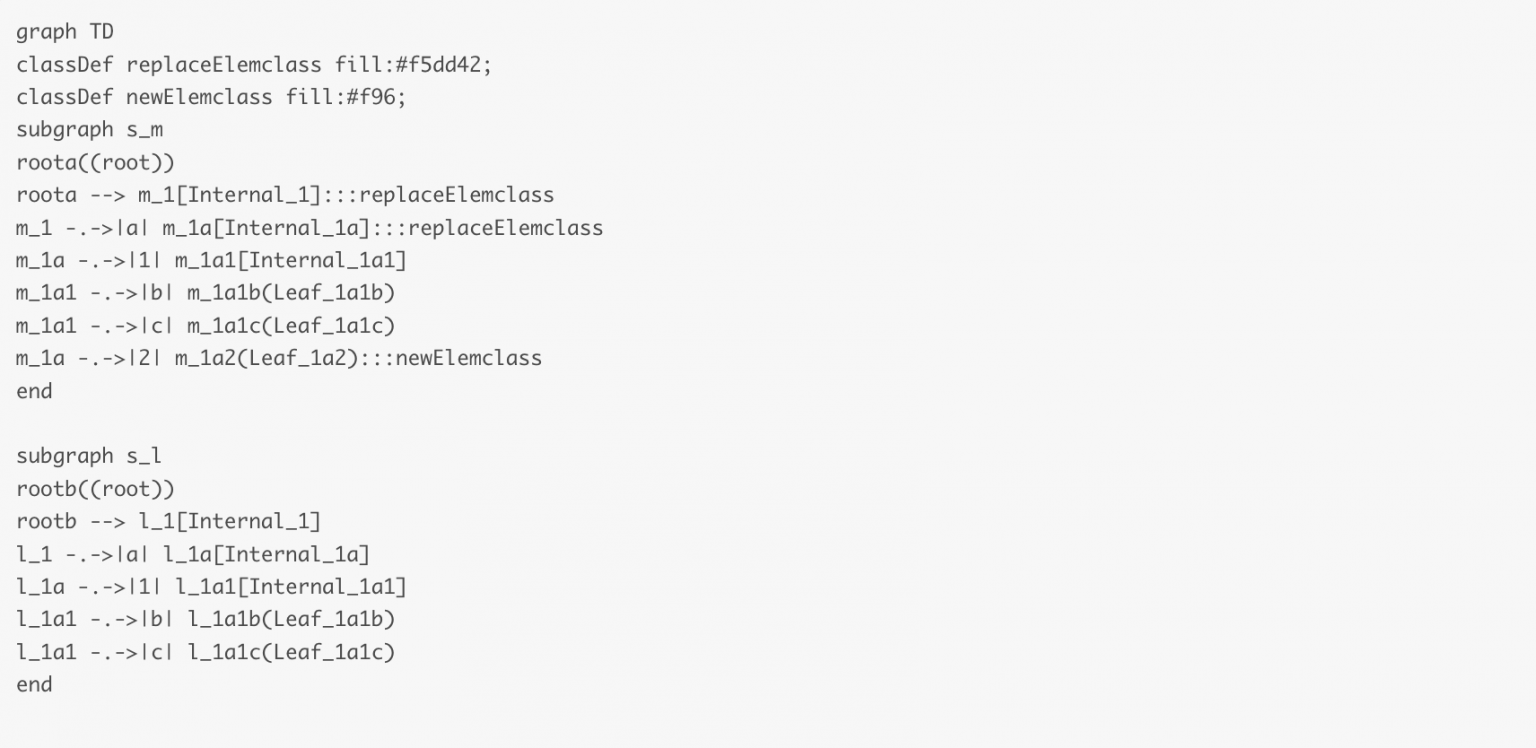 graph TD
classDef replaceElemclass fill:#f5dd42;
classDef newElemclass fill:#f96;
subgraph s_m
roota((root))
roota --> m_1[Internal_1]:::replaceElemclass
m_1 -.->|a| m_1a[Internal_1a]:::replaceElemclass
m_1a -.->|1| m_1a1[Internal_1a1]
m_1a1 -.->|b| m_1a1b(Leaf_1a1b)
m_1a1 -.->|c| m_1a1c(Leaf_1a1c)
m_1a -.->|2| m_1a2(Leaf_1a2):::newElemclass
end

subgraph s_l
rootb((root))
rootb --> l_1[Internal_1]
l_1 -.->|a| l_1a[Internal_1a]
l_1a -.->|1| l_1a1[Internal_1a1]
l_1a1 -.->|b| l_1a1b(Leaf_1a1b)
l_1a1 -.->|c| l_1a1c(Leaf_1a1c)
end